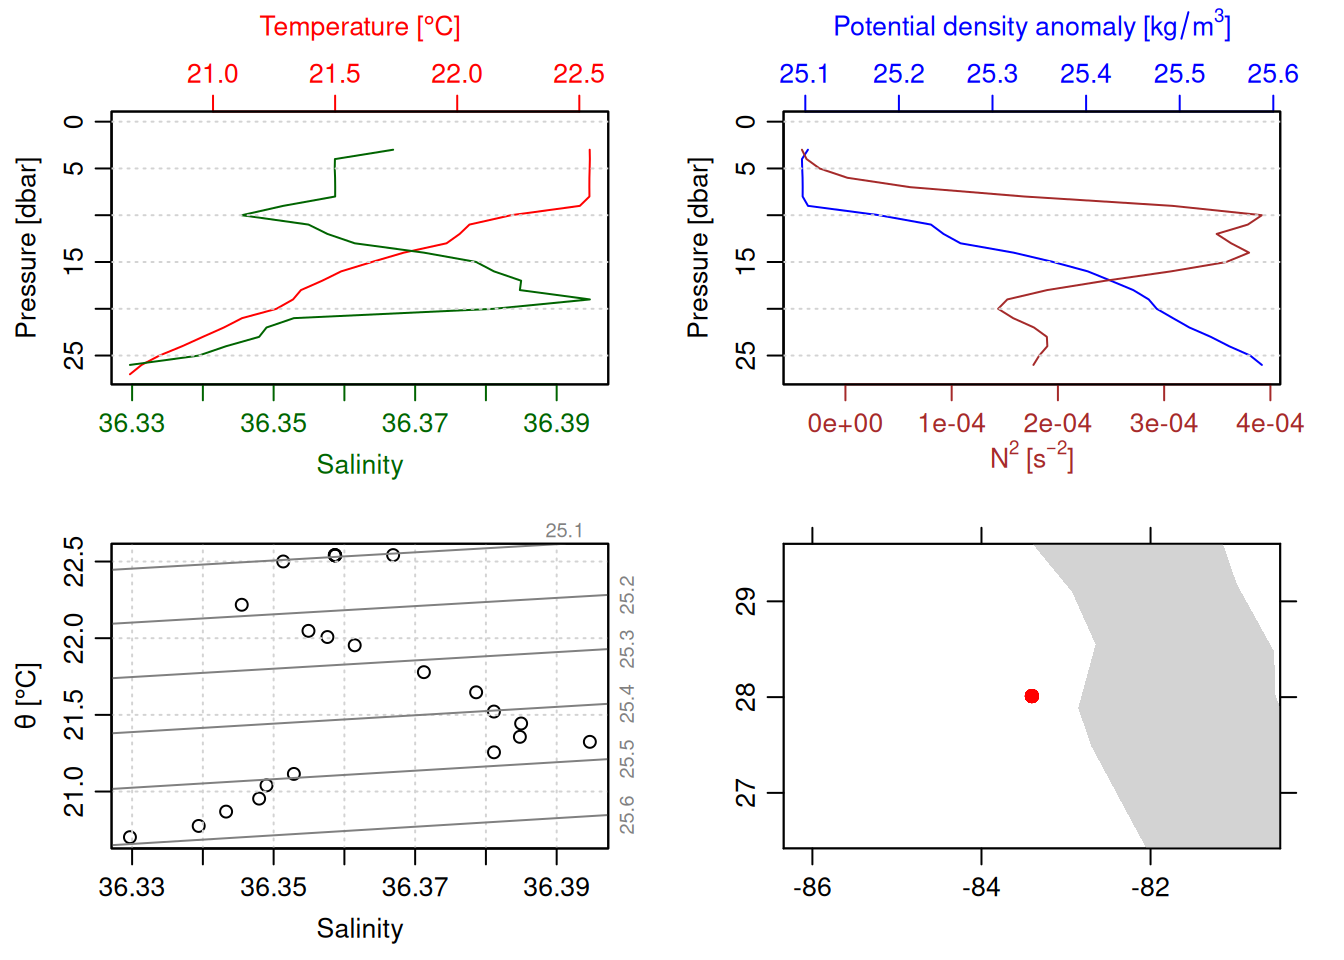 Temperature [°C]
21.0 21.5 22.0 22.5
Pressure [dbar]
0
5
15
25
36.33 36.35 36.37 36.39
Salinity
Potential density anomaly [kg/m³]
25.1 25.2 25.3 25.4 25.5 25.6
Pressure [dbar]
0
5
15
25
0e+00 1e-04 2e-04 3e-04 4e-04
N² [s⁻²]
25.1
25.2
25.3
25.4
25.5
25.6
θ [°C]
22.5
22.0
21.5
21.0
36.33 36.35 36.37 36.39
Salinity
29
28
27
-86 -84 -82